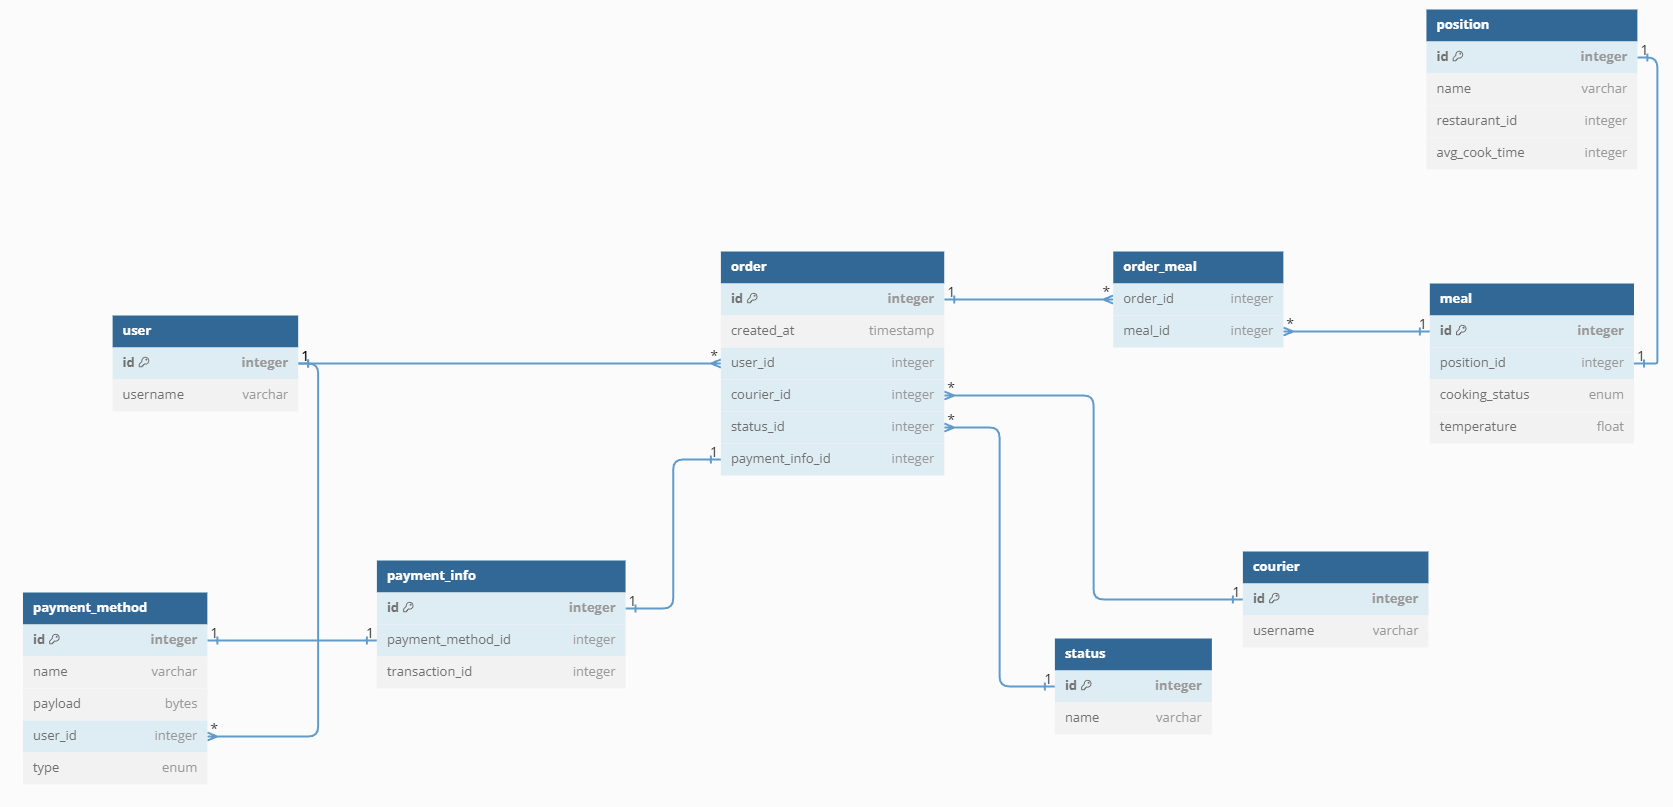 position
id integer
name varchar
restaurant_id integer
avg_cook_time integer
1
1
order
id integer
created_at timestamp
user_id integer
courier_id integer
status_id integer
payment_info_id integer
1
*
*
*
1
order_meal
order_id integer
meal_id integer
*
*
meal
id integer
position_id integer
cooking_status enum
temperature float
1
user
id integer
username varchar
1
payment_info
id integer
payment_method_id integer
transaction_id integer
1
1
payment_method
id integer
name varchar
payload bytes
user_id integer
type enum
1
*
courier
id integer
username varchar
1
status
id integer
name varchar
1